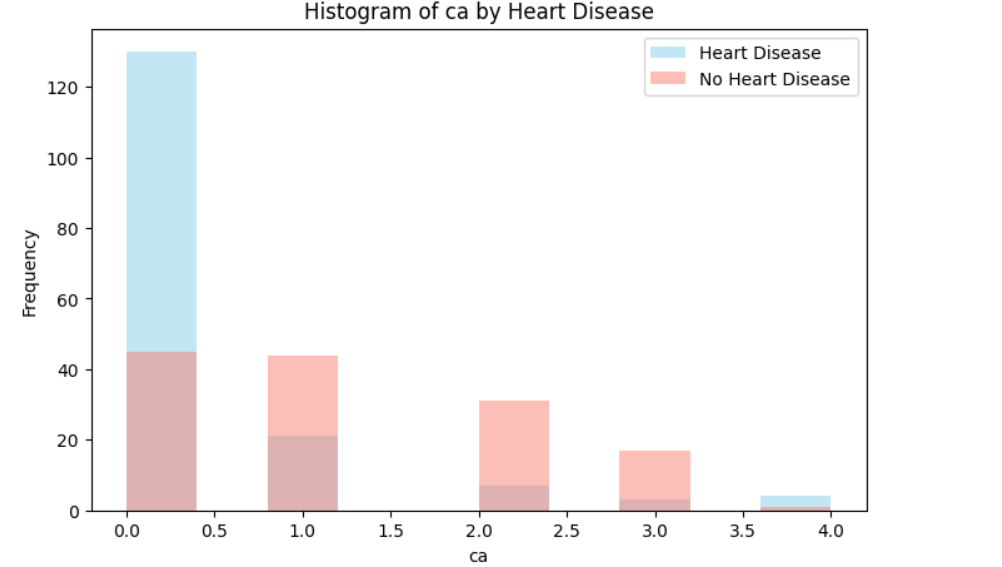 Histogram of ca by Heart Disease
Heart Disease
No Heart Disease
120
100
80
60
40
20
0
Frequency
0.0 0.5 1.0 1.5 2.0 2.5 3.0 3.5 4.0
ca